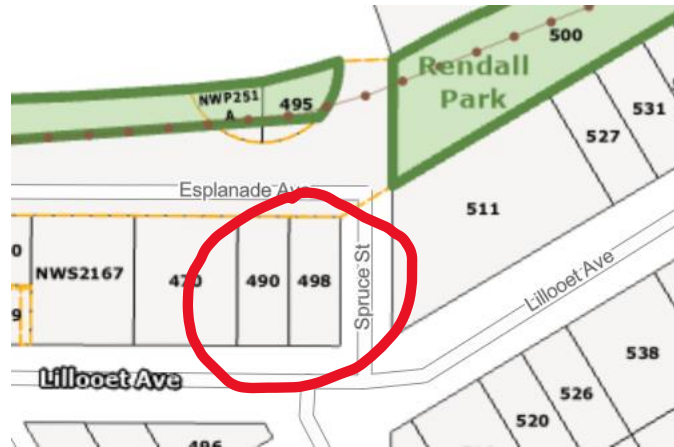 500
Rendall
Park
NWP251
A
495
531
527
Esplanade Ave
511
Spruce St
0
NWS2167
470
490
498
9
Lillooet Ave
538
Lillooet Ave
526
520